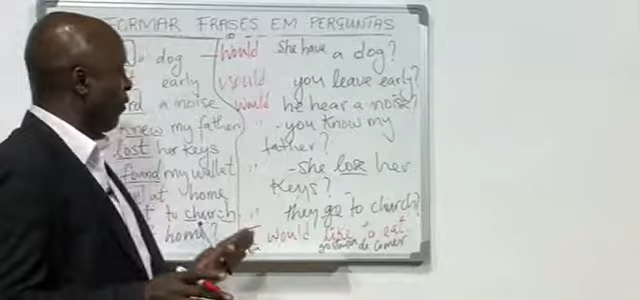 FORMAR FRASES EM PERGUNTAS
dog would She have a dog?
early would you leave early?
a noise would he hear a noise?
knew my father " - you know my
father?
lost her keys
found my wallet " - she lose her
keys?
at home
t to church " they go to church?
home? would like to eat
gostariam de comer